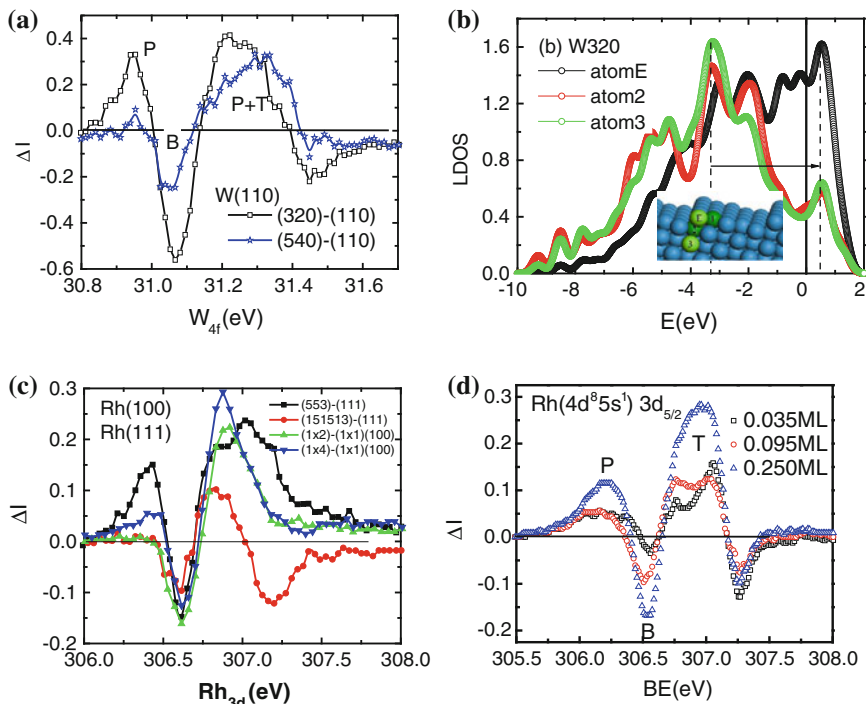 (a)
0.4
0.2
0.0
-0.2
-0.4
-0.6
ΔI
P
B
P+T
W(110)
(320)-(110)
(540)-(110)
30.8 31.0 31.2 31.4 31.6
W4f(eV)
(b) W320
1.6
1.2
0.8
0.4
0.0
LDOS
atomE
atom2
atom3
3
-10 -8 -6 -4 -2 0 2
E(eV)
(c)
0.3
0.2
0.1
0.0
-0.1
-0.2
ΔI
Rh(100)
Rh(111)
(553)-(111)
(151513)-(111)
(1x2)-(1x1)(100)
(1x4)-(1x1)(100)
306.0 306.5 307.0 307.5 308.0
Rh3d(eV)
(d)
0.3
0.2
0.1
0.0
-0.1
-0.2
ΔI
Rh(4d⁸5s¹) 3d5/2
0.035ML
0.095ML
0.250ML
P
T
B
305.5 306.0 306.5 307.0 307.5 308.0
BE(eV)
(b)